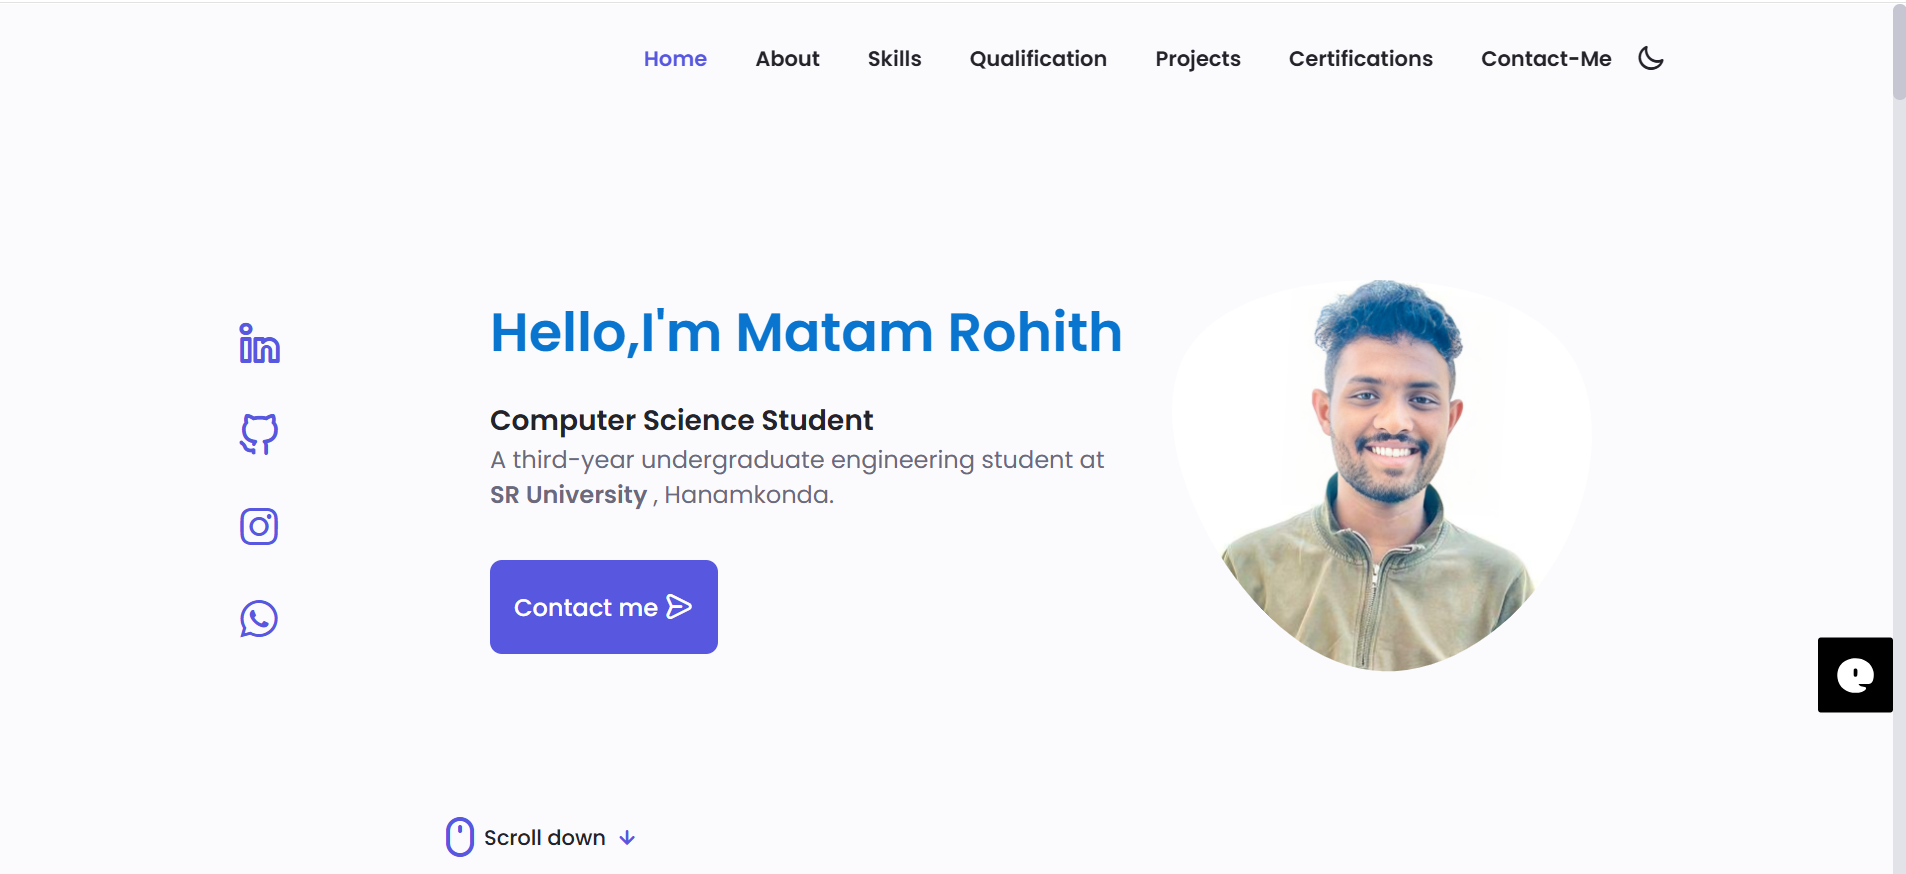 Home About Skills Qualification Projects Certifications Contact-Me
Hello,I'm Matam Rohith
Computer Science Student
A third-year undergraduate engineering student at
SR University , Hanamkonda.
Contact me
Scroll down